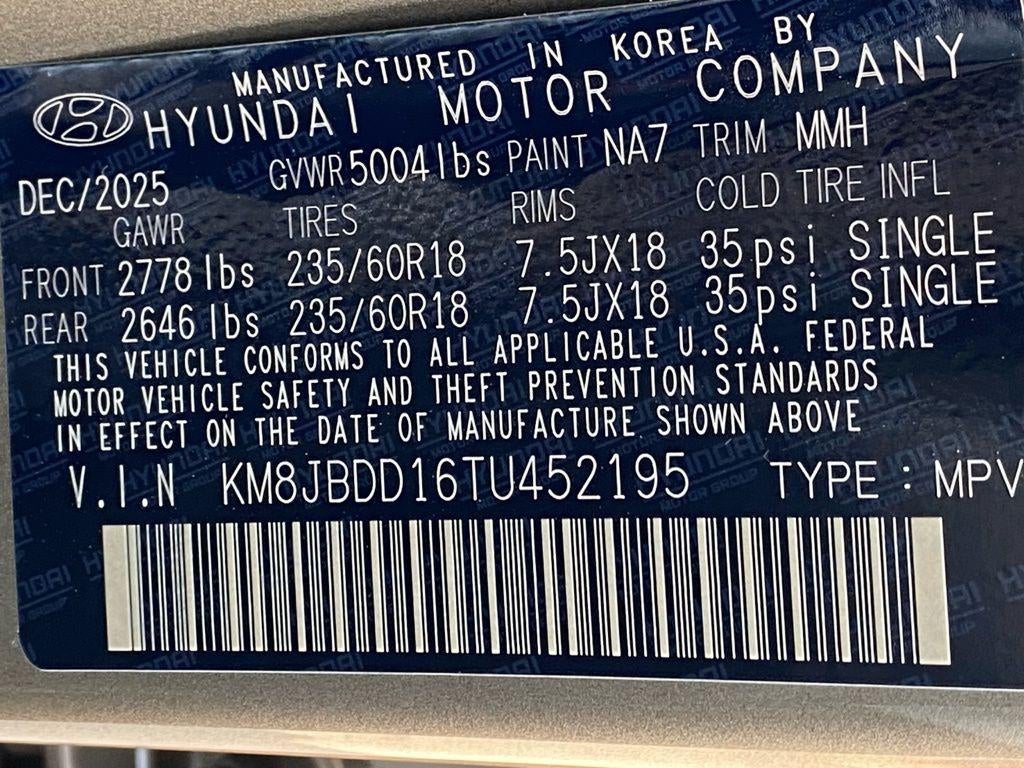 MANUFACTURED IN KOREA BY
HYUNDAI MOTOR COMPANY
DEC/2025 GVWR 5004 lbs PAINT NA7 TRIM MMH
GAWR TIRES RIMS COLD TIRE INFL
FRONT 2778 lbs 235/60R18 7.5JX18 35psi SINGLE
REAR 2646 lbs 235/60R18 7.5JX18 35psi SINGLE
THIS VEHICLE CONFORMS TO ALL APPLICABLE U.S.A. FEDERAL
MOTOR VEHICLE SAFETY AND THEFT PREVENTION STANDARDS
IN EFFECT ON THE DATE OF MANUFACTURE SHOWN ABOVE
V.I.N KM8JBDD16TU452195 TYPE : MPV